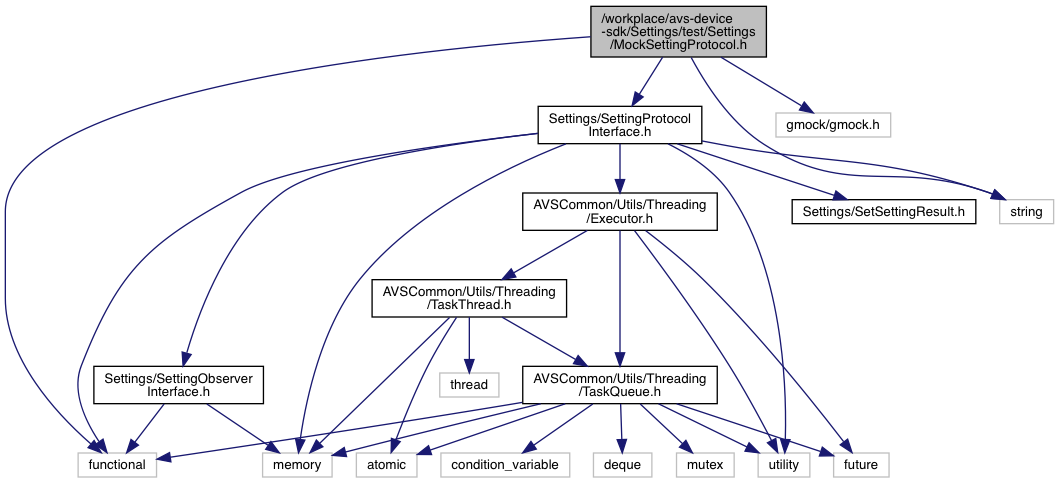 /workplace/avs-device
-sdk/Settings/test/Settings
/MockSettingProtocol.h
Settings/SettingProtocol
Interface.h
gmock/gmock.h
AVSCommon/Utils/Threading
/Executor.h
Settings/SetSettingResult.h
string
AVSCommon/Utils/Threading
/TaskThread.h
Settings/SettingObserver
Interface.h
thread
AVSCommon/Utils/Threading
/TaskQueue.h
functional
memory
atomic
condition_variable
deque
mutex
utility
future